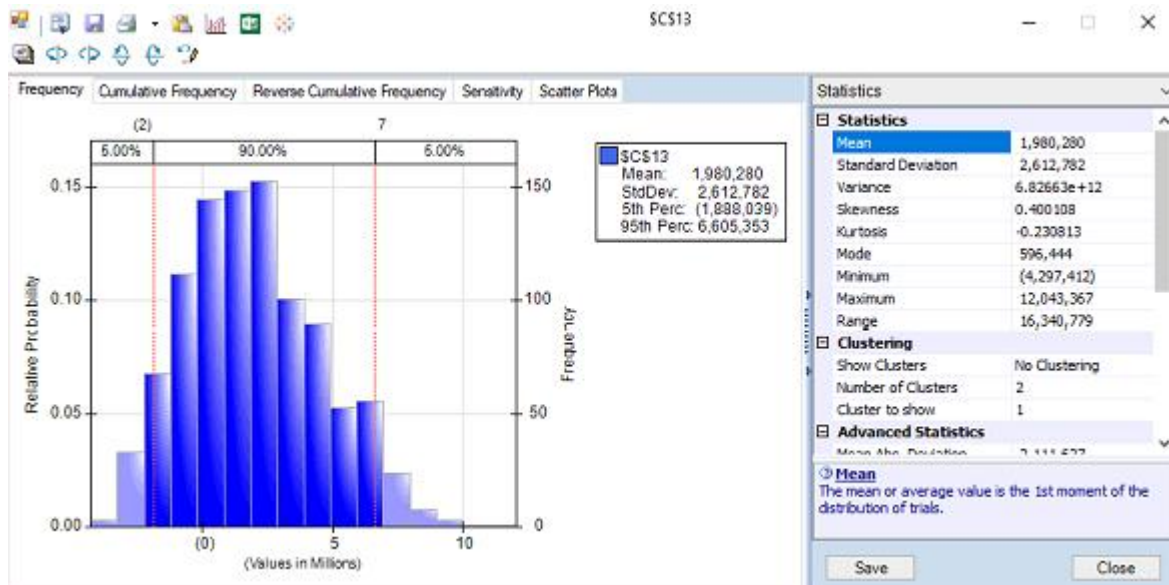 $C$13
Frequency Cumulative Frequency Reverse Cumulative Frequency Sensitivity Scatter Plots
(2) 7
5.00% 90.00% 5.00%
0.15 150
0.10 100
0.05 50
0.00 0
Relative Probability
Frequency
(0) 5 10
(Values in Millions)
$C$13
Mean: 1,980,280
StdDev: 2,612,782
5th Perc: (1,888,039)
95th Perc: 6,605,353
Statistics
Statistics
Mean 1,980,280
Standard Deviation 2,612,782
Variance 6.82663e+12
Skewness 0.400108
Kurtosis -0.230813
Mode 596,444
Minimum (4,297,412)
Maximum 12,043,367
Range 16,340,779
Clustering
Show Clusters No Clustering
Number of Clusters 2
Cluster to show 1
Advanced Statistics
Mean Abs. Deviation 2,111,627
Mean
The mean or average value is the 1st moment of the
distribution of trials.
Save Close